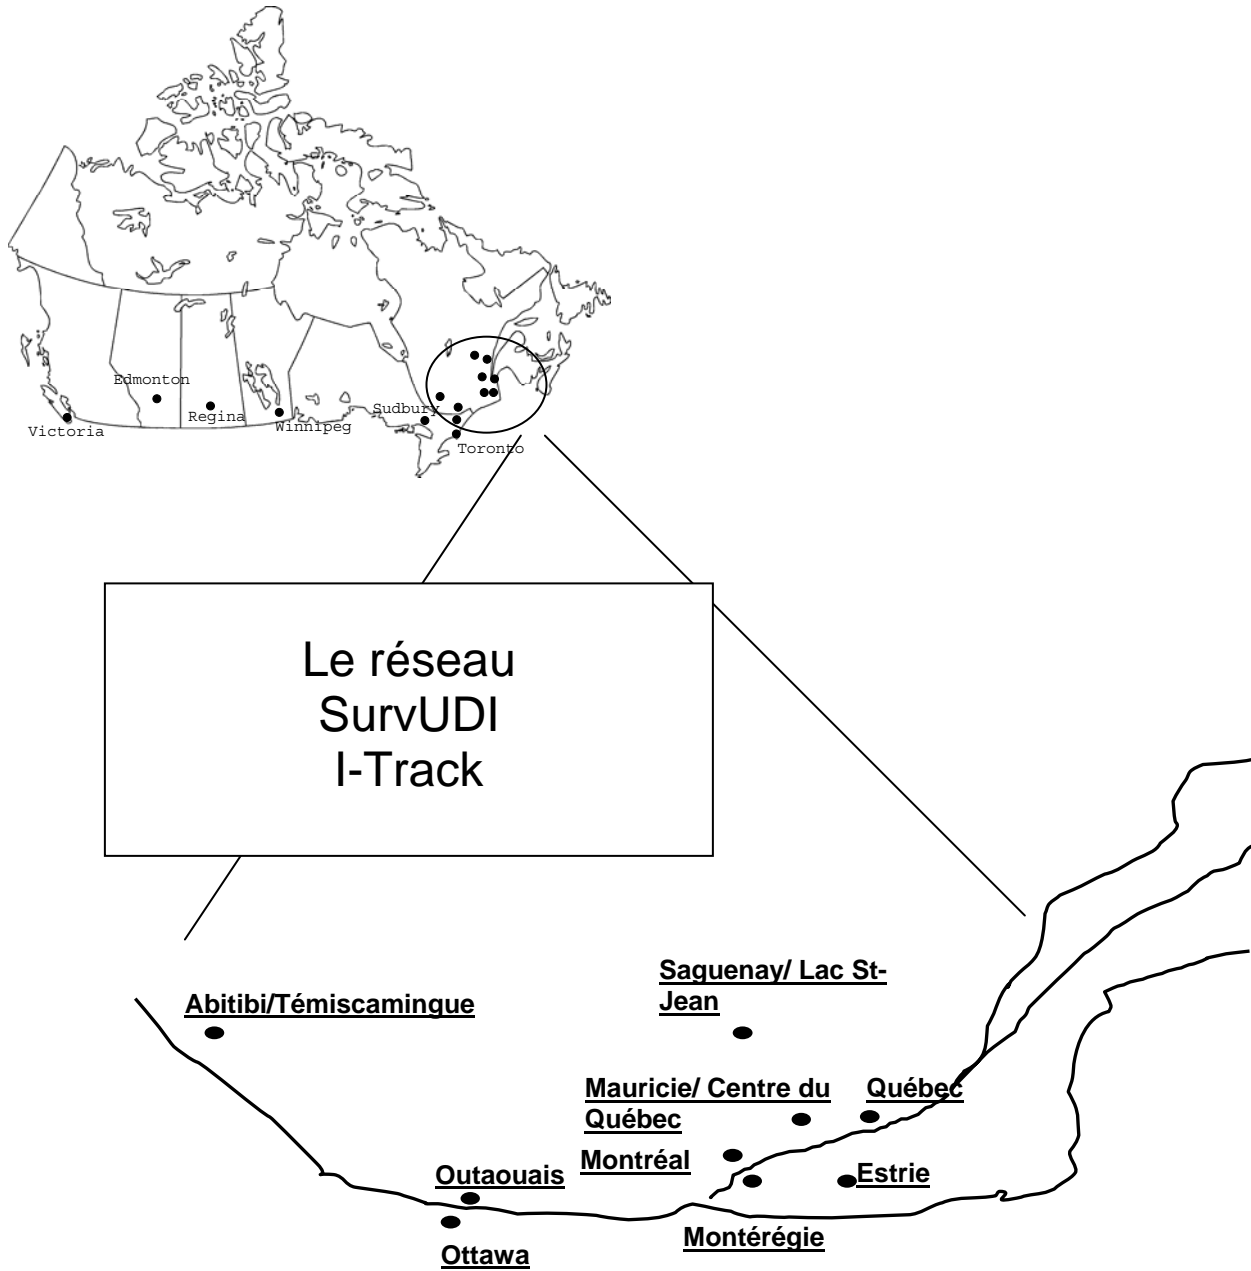 Edmonton
Victoria
Regina
Winnipeg
Sudbury
Toronto
Le réseau
SurvUDI
I-Track
Abitibi/Témiscamingue
Saguenay/ Lac St-
Jean
Mauricie/ Centre du
Québec
Québec
Montréal
Outaouais
Estrie
Montérégie
Ottawa